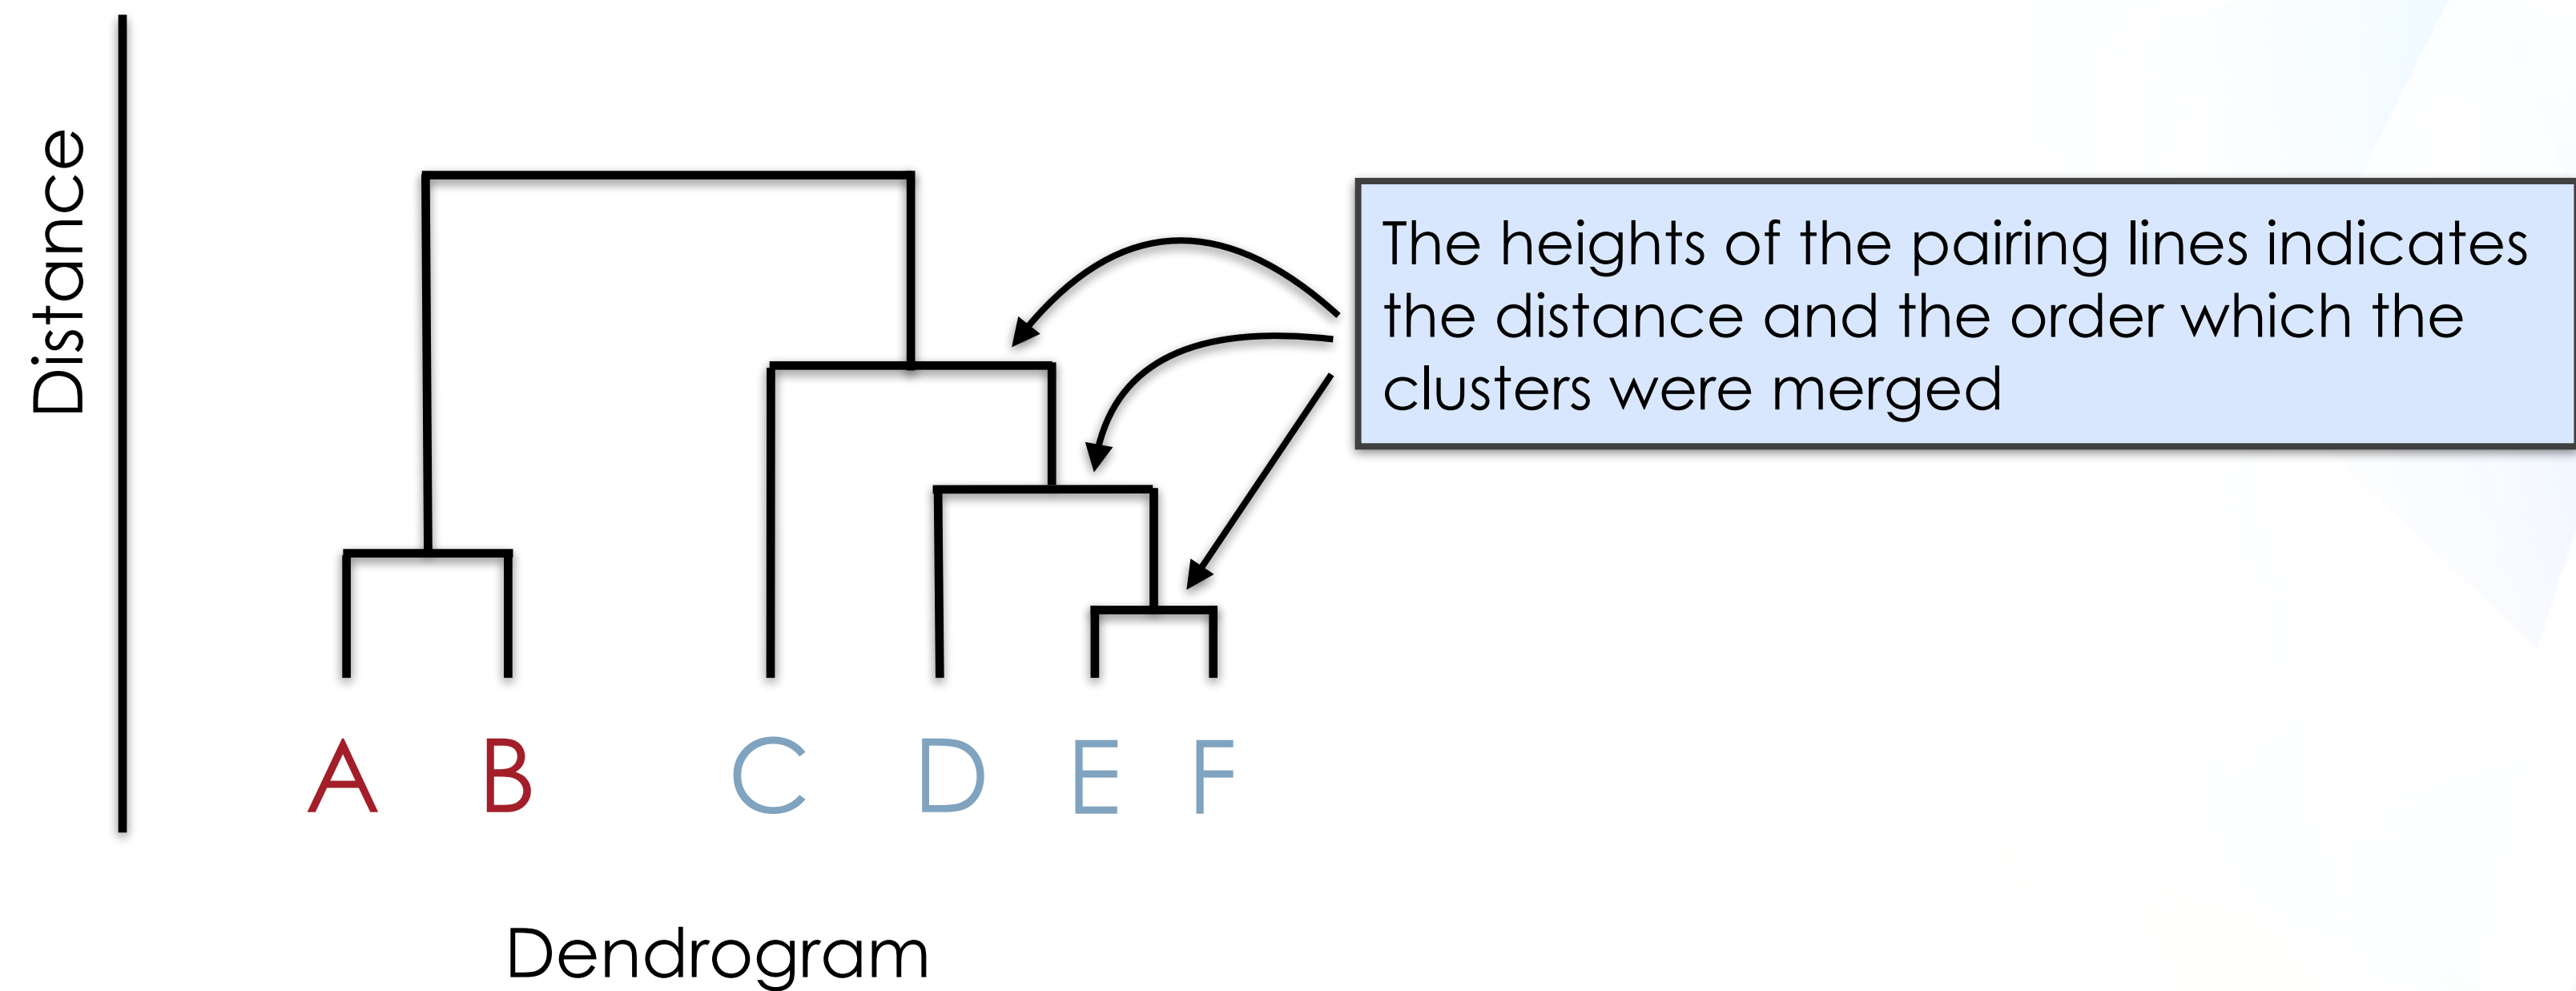 Distance
The heights of the pairing lines indicates
the distance and the order which the
clusters were merged
A B C D E F
Dendrogram